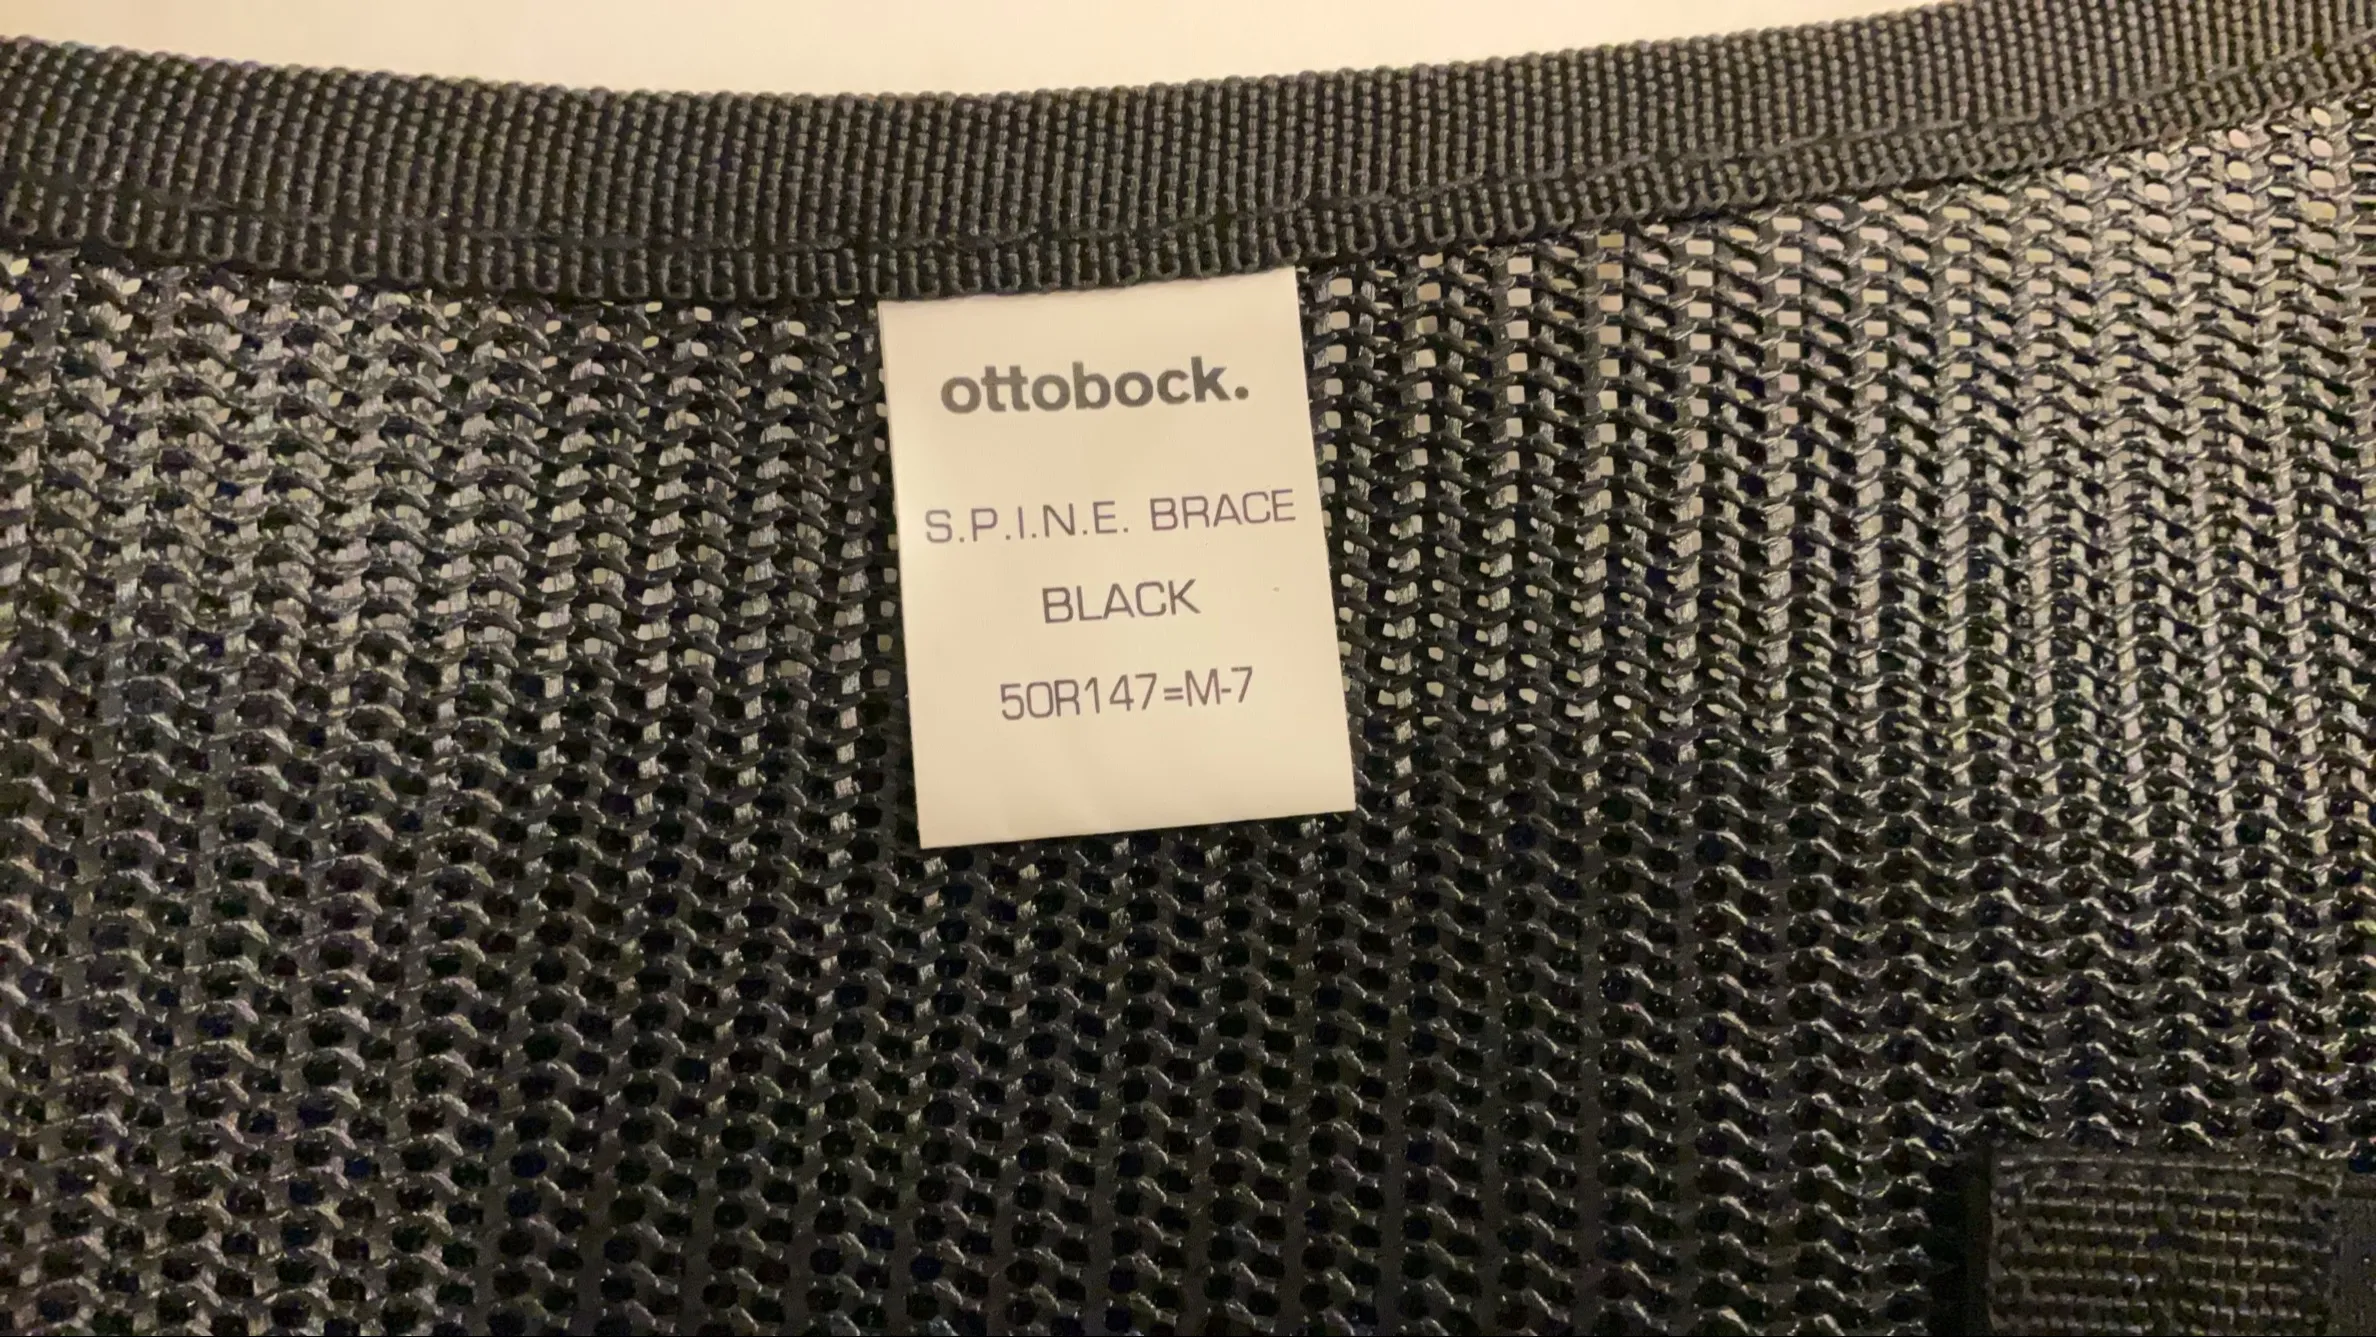 ottobock.
S.P.I.N.E. BRACE
BLACK
50R147=M-7